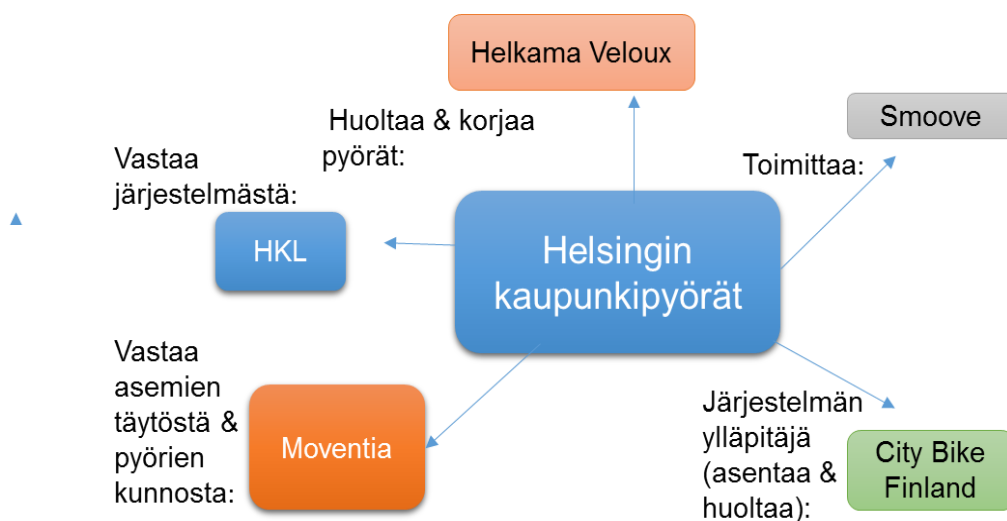 Helkama Veloux
Huoltaa & korjaa
pyörät:
Smoove
Toimittaa:
Vastaa
järjestelmästä:
HKL
Helsingin
kaupunkipyörät
Vastaa
asemien
täytöstä &
pyörien
kunnosta:
Moventia
Järjestelmän
ylläpitäjä
(asentaa &
huoltaa):
City Bike
Finland